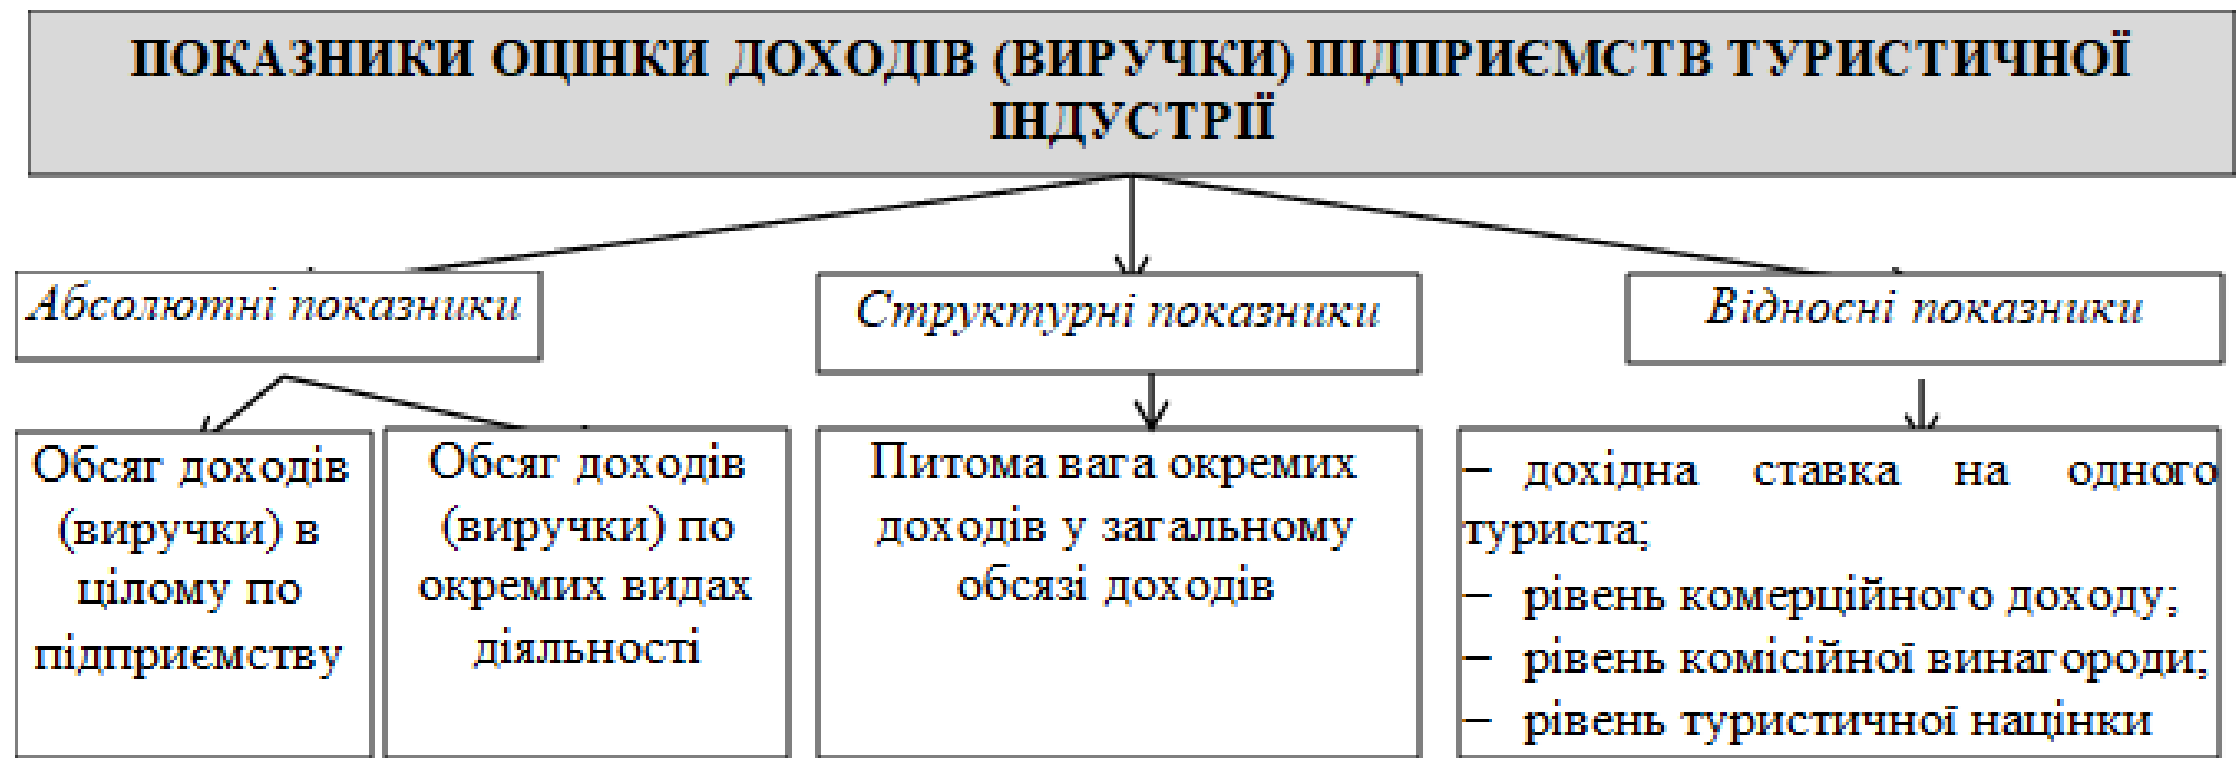 ПОКАЗНИКИ ОЦІНКИ ДОХОДІВ (ВИРУЧКИ) ПІДПРИЄМСТВ ТУРИСТИЧНОЇ
ІНДУСТРІЇ
Абсолютні показники
Структурні показники
Відносні показники
Обсяг доходів
(виручки) в
цілому по
підприємству
Обсяг доходів
(виручки) по
окремих видах
діяльності
Питома вага окремих
доходів у загальному
обсязі доходів
– дохідна ставка на одного
туриста;
– рівень комерційного доходу;
– рівень комісійної винагороди;
– рівень туристичної націнки